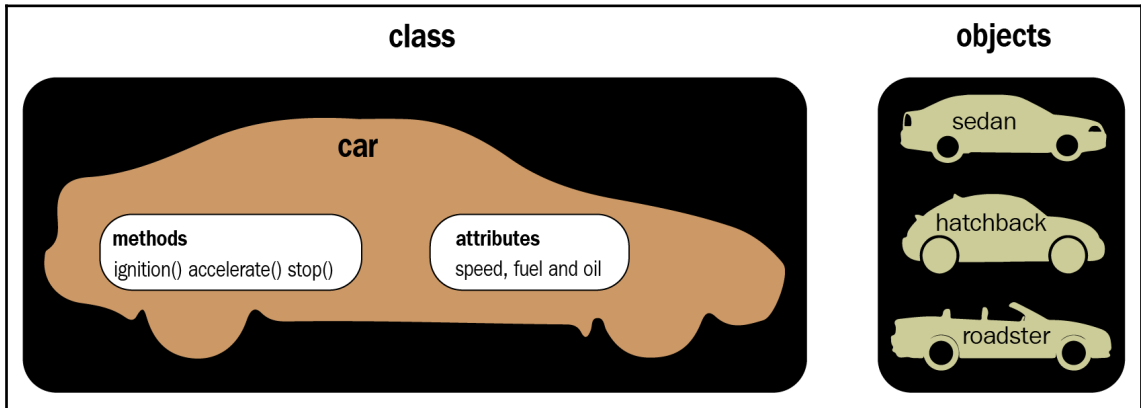 class
car
methods
ignition() accelerate() stop()
attributes
speed, fuel and oil
objects
sedan
hatchback
roadster